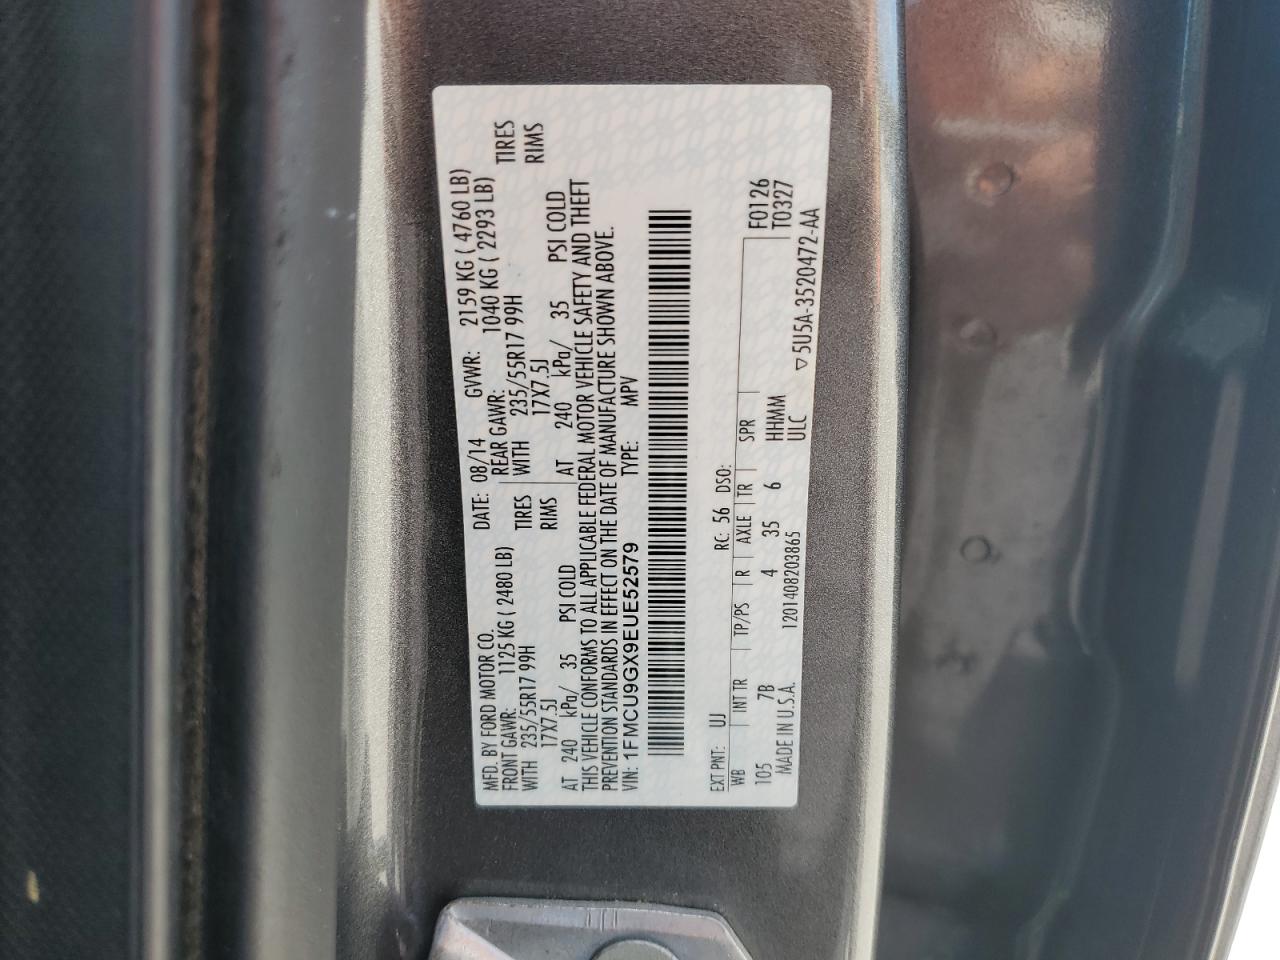 MFD. BY FORD MOTOR CO.
DATE: 08/14 GVWR: 2159 KG ( 4760 LB)
FRONT GAWR: 1125 KG ( 2480 LB) REAR GAWR: 1040 KG ( 2293 LB)
WITH 235/55R17 99H TIRES WITH 235/55R17 99H TIRES
17X7.5J RIMS 17X7.5J RIMS
AT 240 kPa/ 35 PSI COLD AT 240 kPa/ 35 PSI COLD
THIS VEHICLE CONFORMS TO ALL APPLICABLE FEDERAL MOTOR VEHICLE SAFETY AND THEFT
PREVENTION STANDARDS IN EFFECT ON THE DATE OF MANUFACTURE SHOWN ABOVE.
VIN: 1FMCU9GX9EUE52579 TYPE: MPV
EXT PNT: UJ RC: 56 DSO: F0126
WB INT TR TP/PS R AXLE TR SPR T0327
105 7B 4 35 6 HHMM
MADE IN U.S.A. 1201408203865 ULC
▽5U5A-3520472-AA